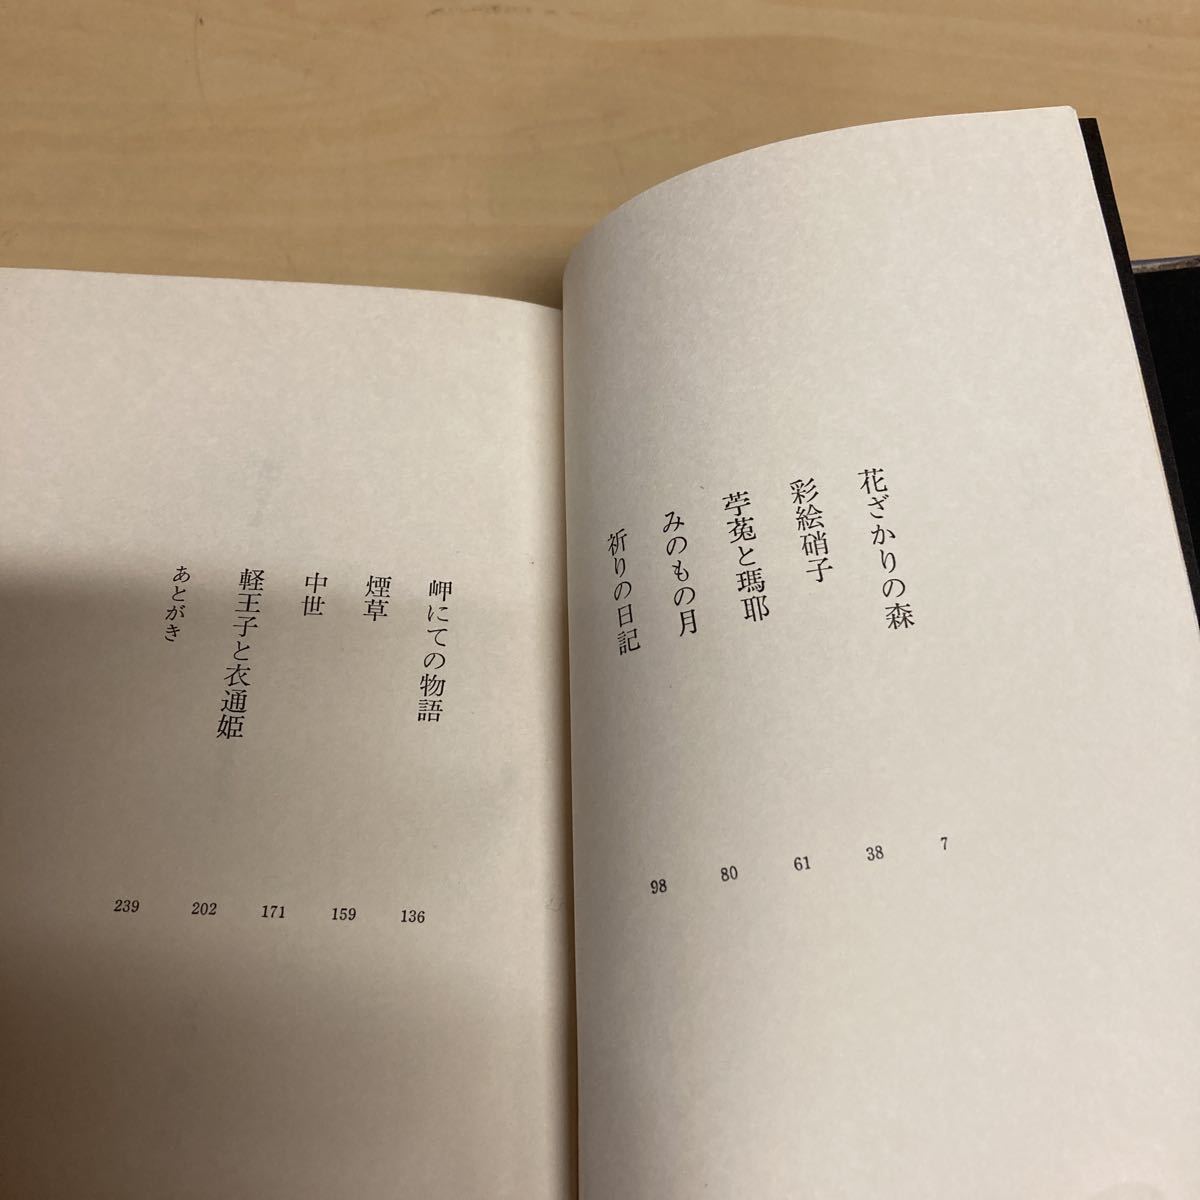 花ざかりの森 7
彩絵硝子 38
苧菟と瑪耶 61
みのもの月 80
祈りの日記 98
岬にての物語 136
煙草 159
中世 171
軽王子と衣通姫 202
あとがき 239